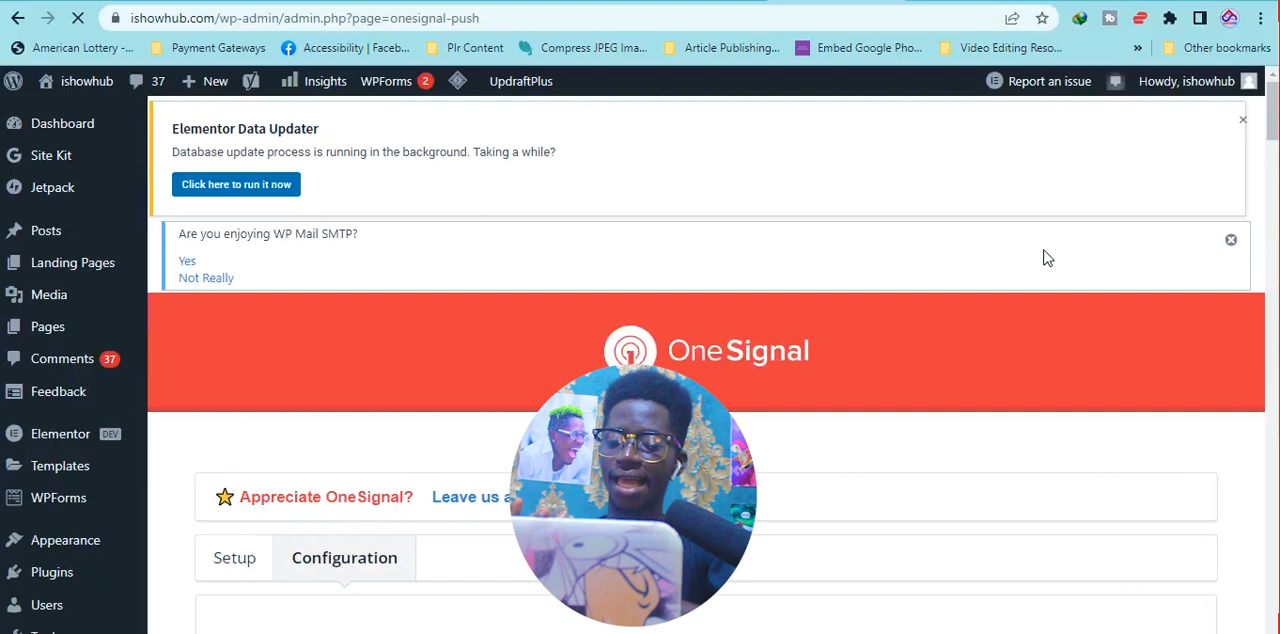 ishowhub.com/wp-admin/admin.php?page=onesignal-push
American Lottery -... Payment Gateways Accessibility | Faceb... Plr Content Compress JPEG Ima... Article Publishing... Embed Google Pho... Video Editing Reso... » Other bookmarks
ishowhub 37 New Insights WPForms 2 UpdraftPlus Report an issue Howdy, ishowhub
Dashboard
Site Kit
Jetpack
Posts
Landing Pages
Media
Pages
Comments 37
Feedback
Elementor DEV
Templates
WPForms
Appearance
Plugins
Users
Elementor Data Updater
Database update process is running in the background. Taking a while?
Click here to run it now
Are you enjoying WP Mail SMTP?
Yes
Not Really
OneSignal
Appreciate OneSignal? Leave us a
Setup Configuration